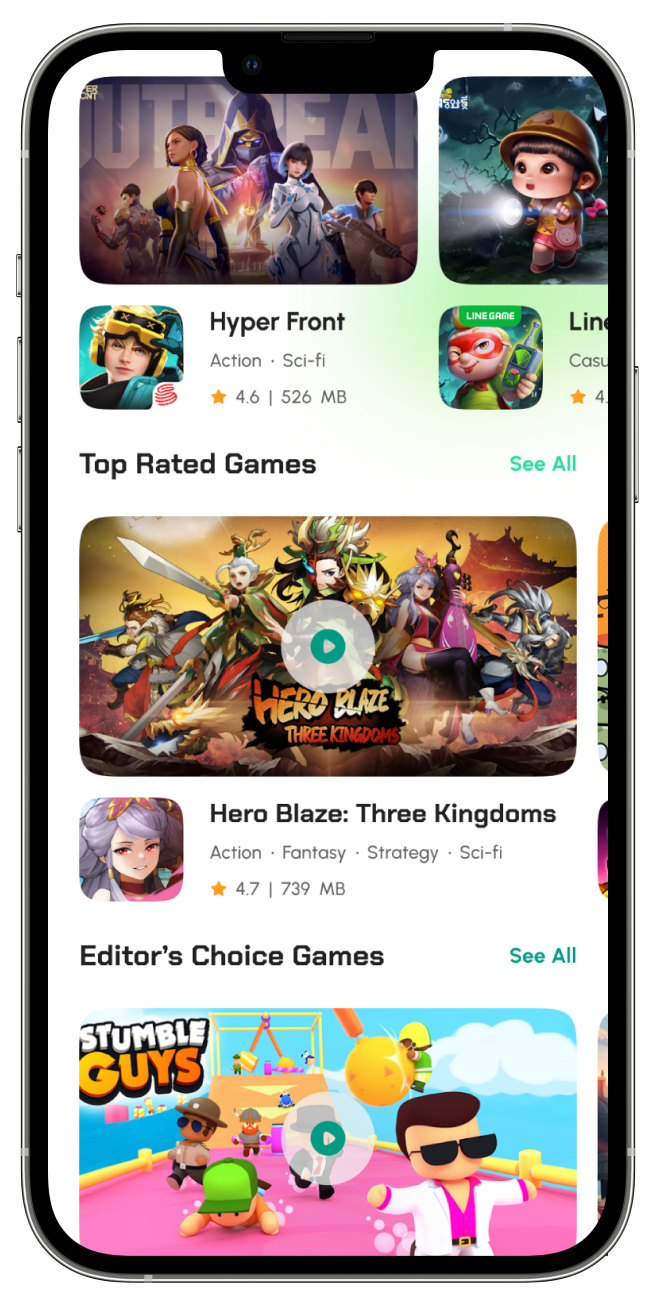 OUTBREAK
Hyper Front
Action · Sci-fi
4.6 | 526 MB
LINE GAME
Line
Casu
4.
Top Rated Games
See All
HERO BLAZE
THREE KINGDOMS
Hero Blaze: Three Kingdoms
Action · Fantasy · Strategy · Sci-fi
4.7 | 739 MB
Editor's Choice Games
See All
STUMBLE
GUYS